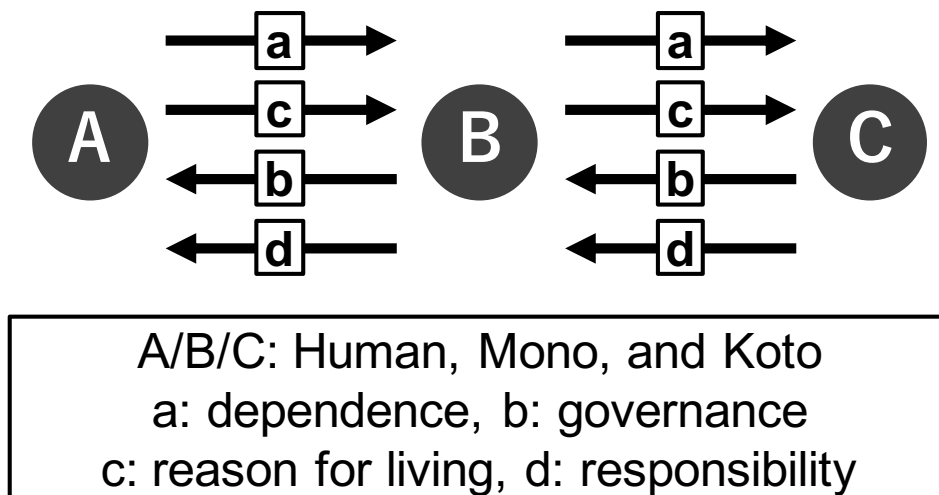 a a
c c
A B C
b b
d d
A/B/C: Human, Mono, and Koto
a: dependence, b: governance
c: reason for living, d: responsibility